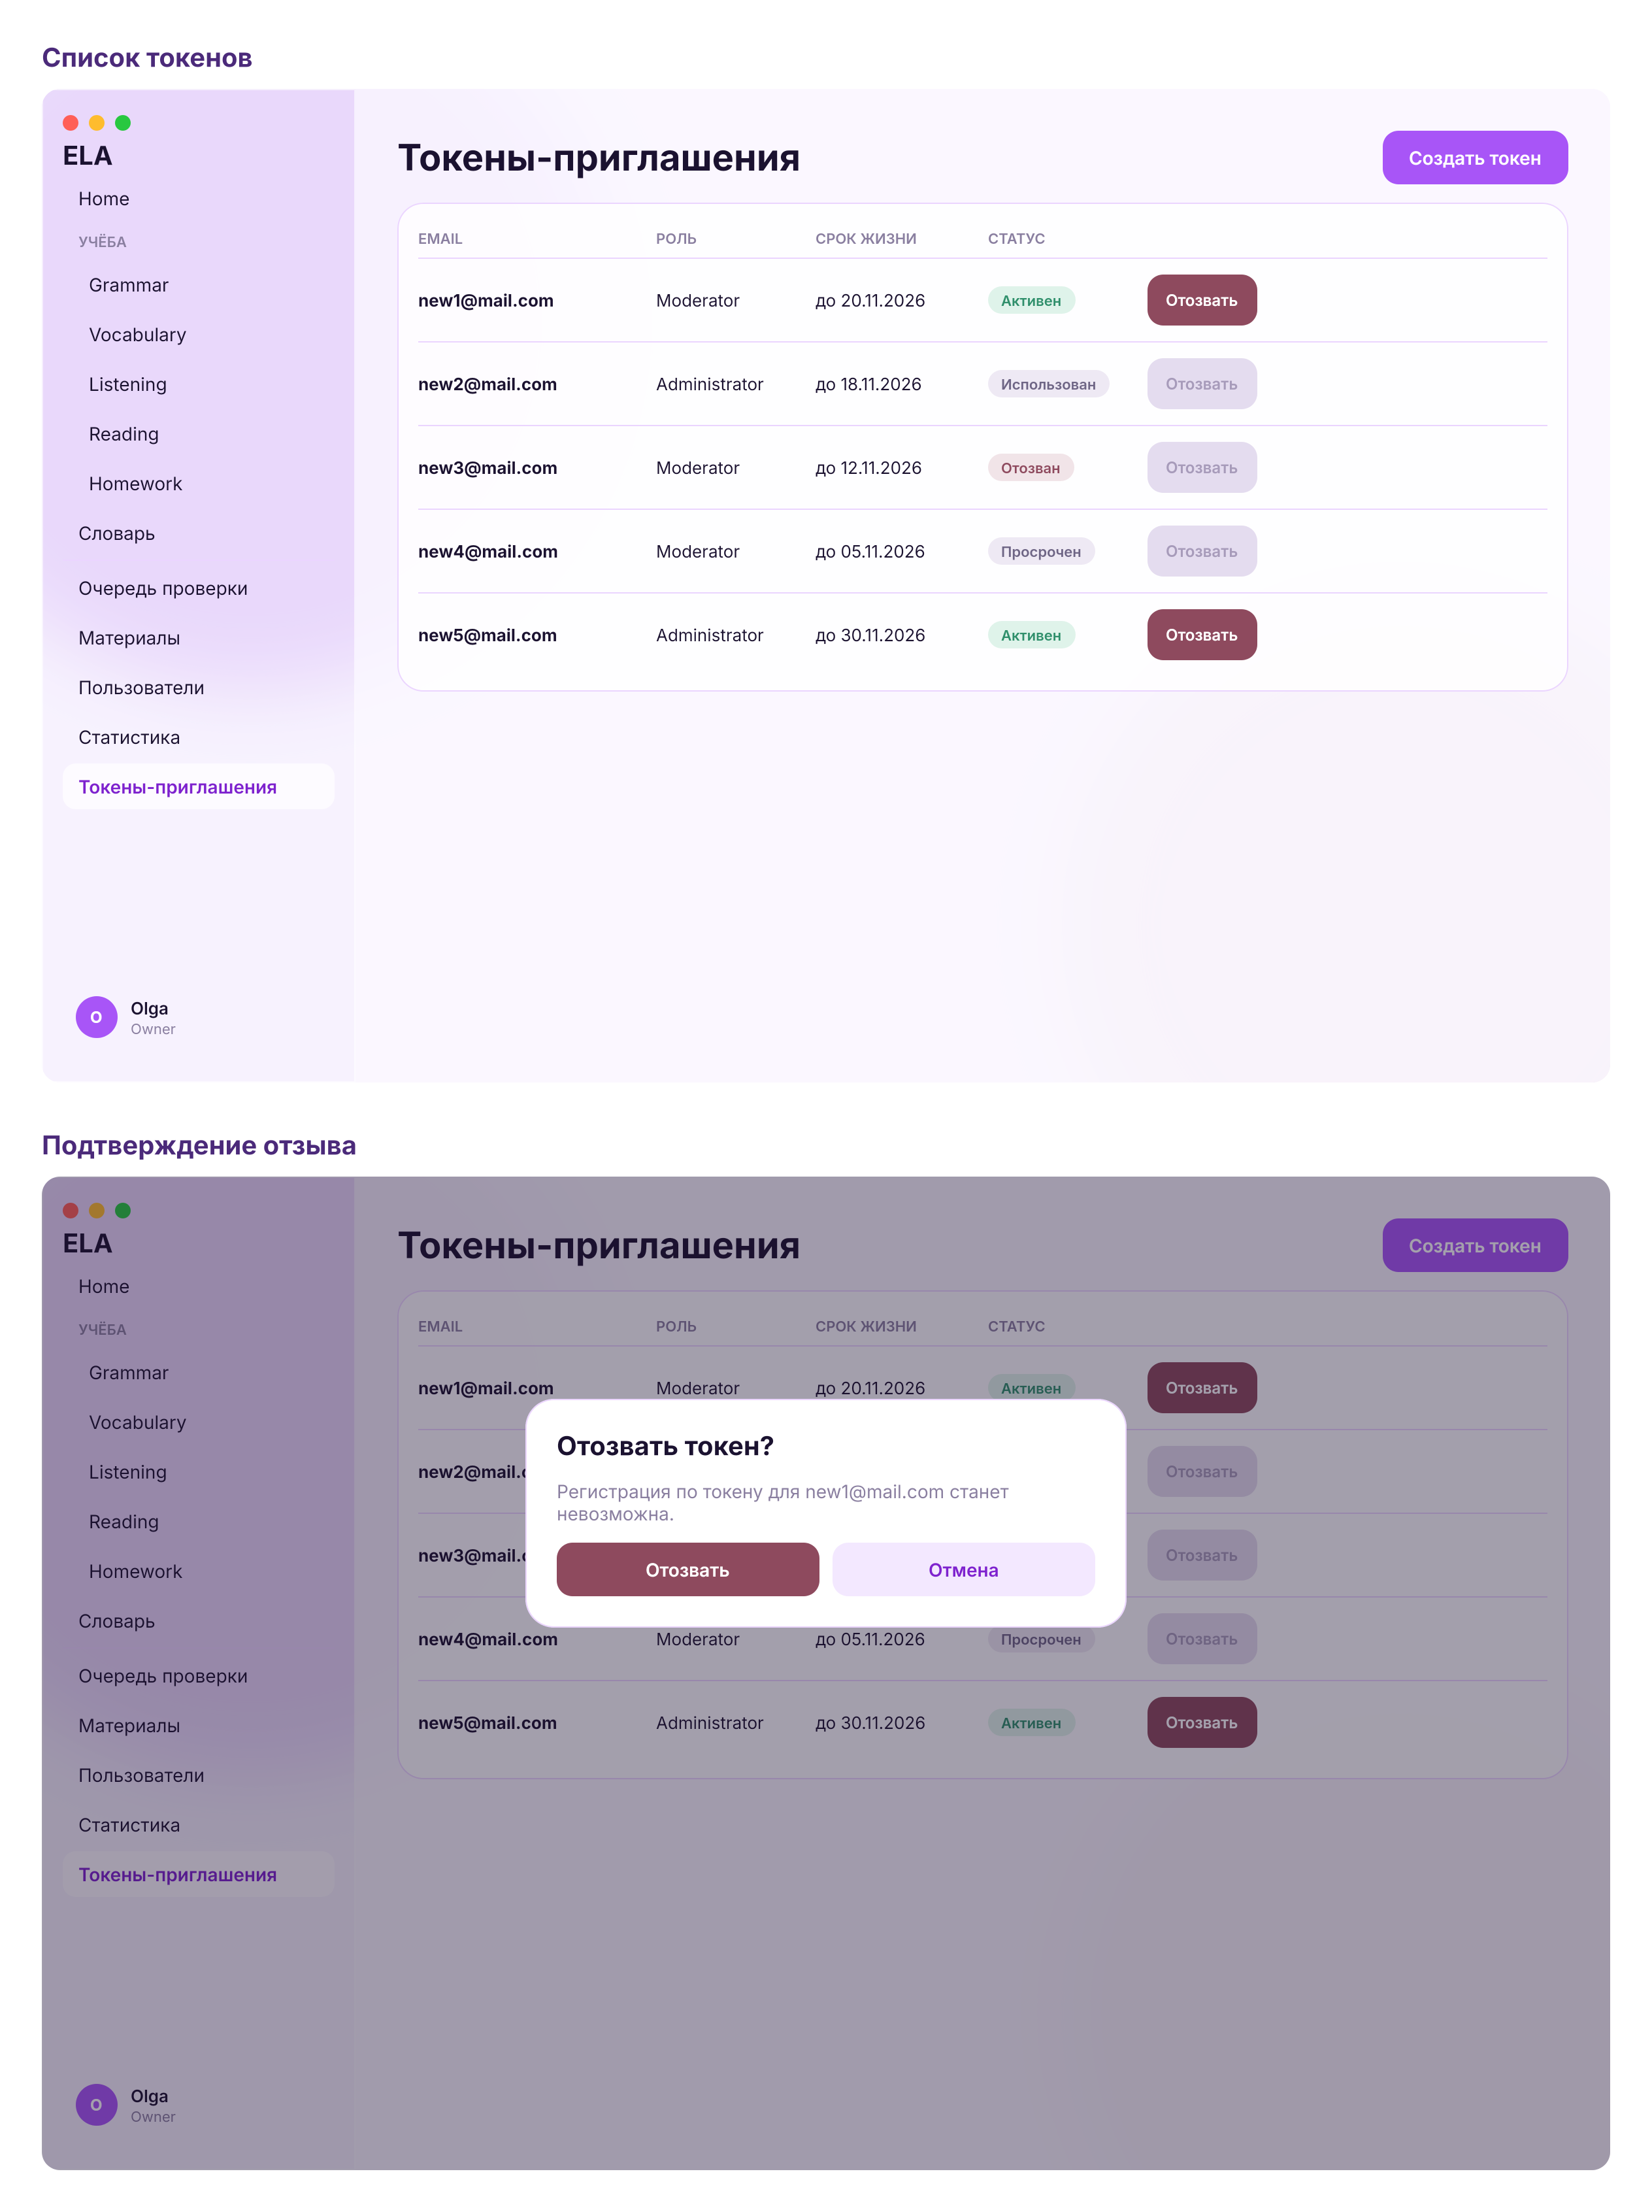 Список токенов
ELA
Home
УЧЁБА
Grammar
Vocabulary
Listening
Reading
Homework
Словарь
Очередь проверки
Материалы
Пользователи
Статистика
Токены-приглашения
O
Olga
Owner
Токены-приглашения
Создать токен
EMAIL РОЛЬ СРОК ЖИЗНИ СТАТУС
new1@mail.com Moderator до 20.11.2026 Активен Отозвать
new2@mail.com Administrator до 18.11.2026 Использован Отозвать
new3@mail.com Moderator до 12.11.2026 Отозван Отозвать
new4@mail.com Moderator до 05.11.2026 Просрочен Отозвать
new5@mail.com Administrator до 30.11.2026 Активен Отозвать
Подтверждение отзыва
ELA
Home
УЧЁБА
Grammar
Vocabulary
Listening
Reading
Homework
Словарь
Очередь проверки
Материалы
Пользователи
Статистика
Токены-приглашения
O
Olga
Owner
Токены-приглашения
Создать токен
EMAIL РОЛЬ СРОК ЖИЗНИ СТАТУС
new1@mail.com Moderator до 20.11.2026 Активен Отозвать
new2@mail. Отозвать
new3@mail. Отозвать
new4@mail.com Moderator до 05.11.2026 Просрочен Отозвать
new5@mail.com Administrator до 30.11.2026 Активен Отозвать
Отозвать токен?
Регистрация по токену для new1@mail.com станет
невозможна.
Отозвать Отмена